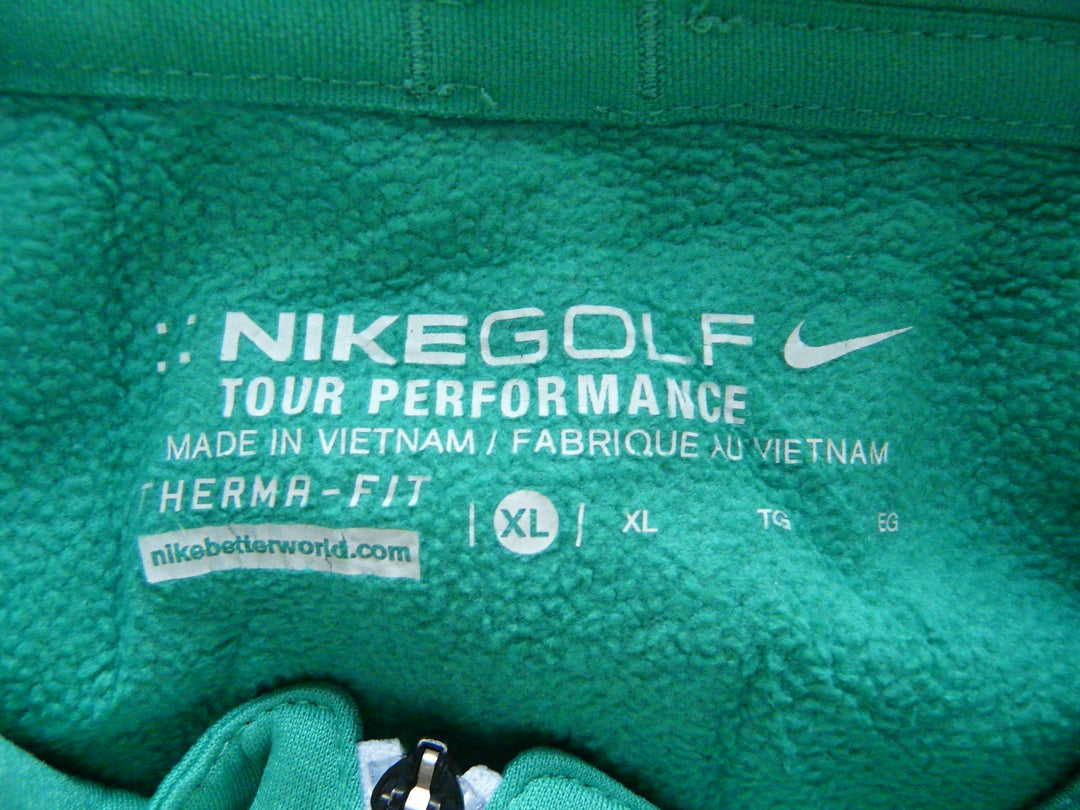 NIKEGOLF
TOUR PERFORMANCE
MADE IN VIETNAM / FABRIQUE AU VIETNAM
THERMA-FIT
nikebetterworld.com
| XL / XL TG EG